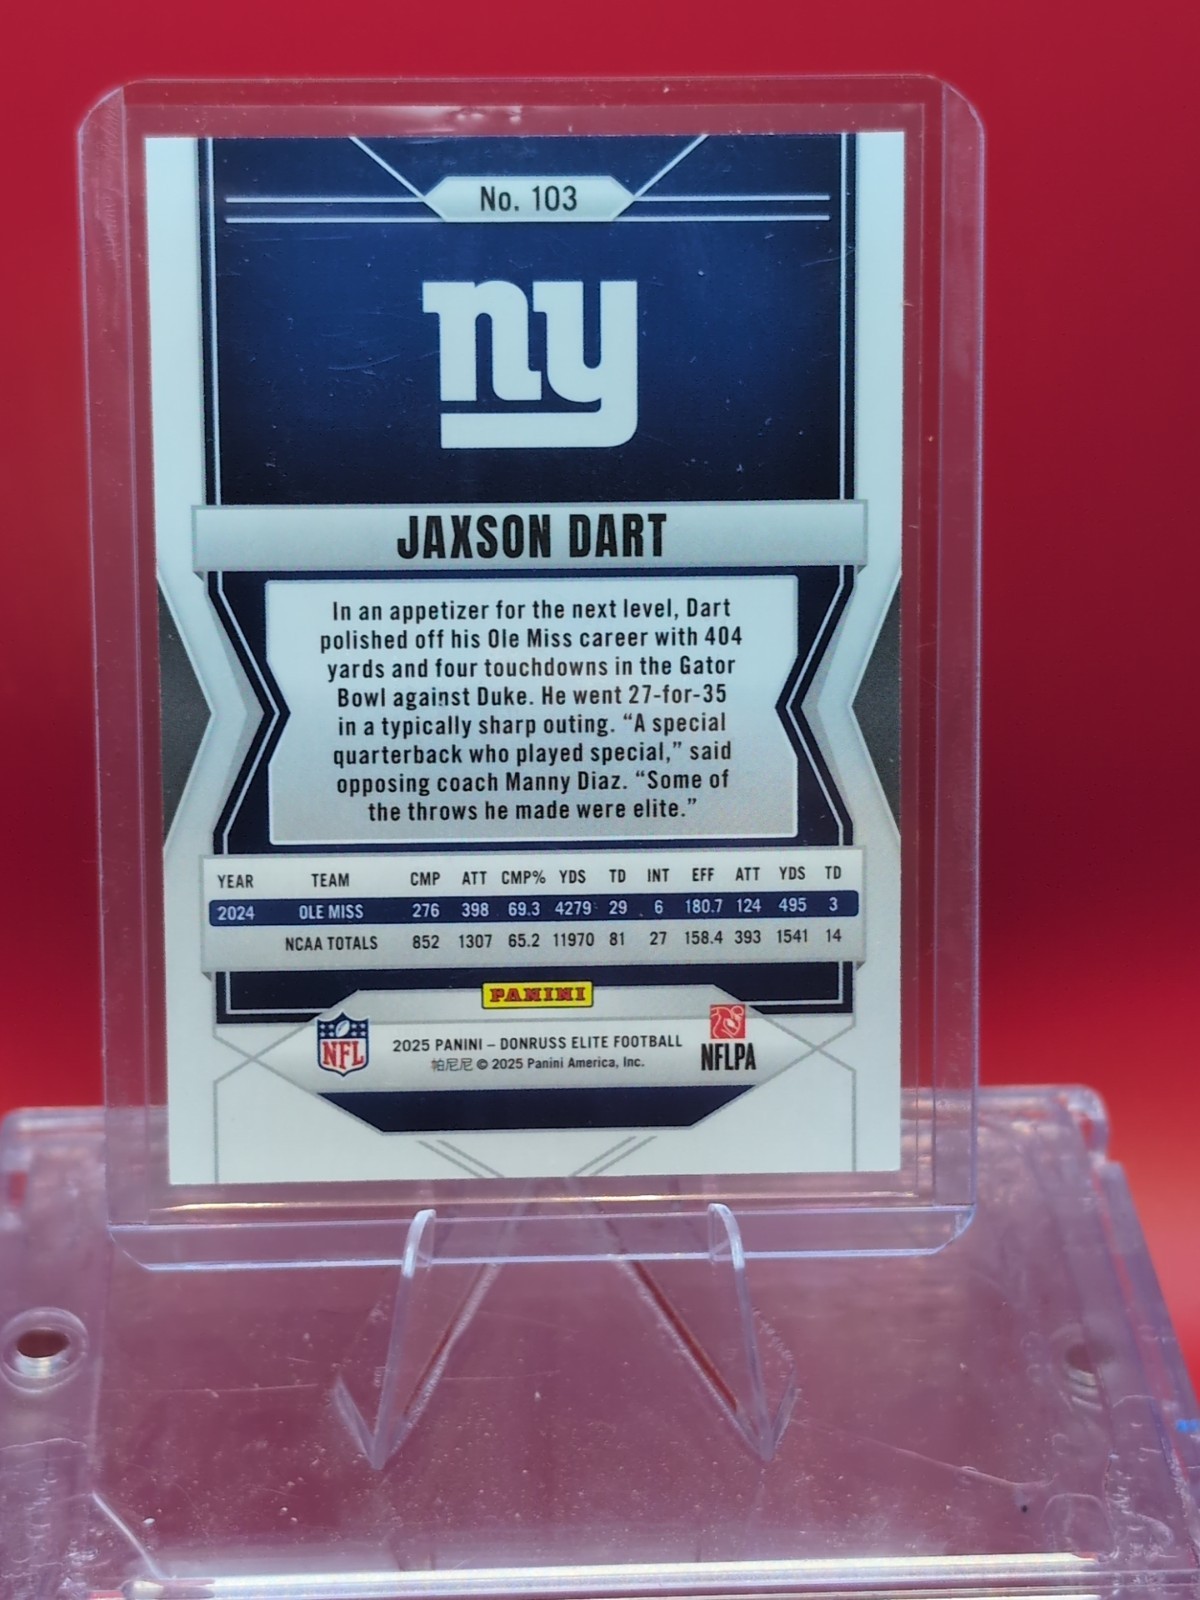 No. 103
ny
JAXSON DART
In an appetizer for the next level, Dart
polished off his Ole Miss career with 404
yards and four touchdowns in the Gator
Bowl against Duke. He went 27-for-35
in a typically sharp outing. “A special
quarterback who played special,” said
opposing coach Manny Diaz. “Some of
the throws he made were elite.”
YEAR TEAM CMP ATT CMP% YDS TD INT EFF ATT YDS TD
2024 OLE MISS 276 398 69.3 4279 29 6 180.7 124 495 3
NCAA TOTALS 852 1307 65.2 11970 81 27 158.4 393 1541 14
PANINI
NFL
2025 PANINI – DONRUSS ELITE FOOTBALL
帕尼尼 © 2025 Panini America, Inc.
NFLPA